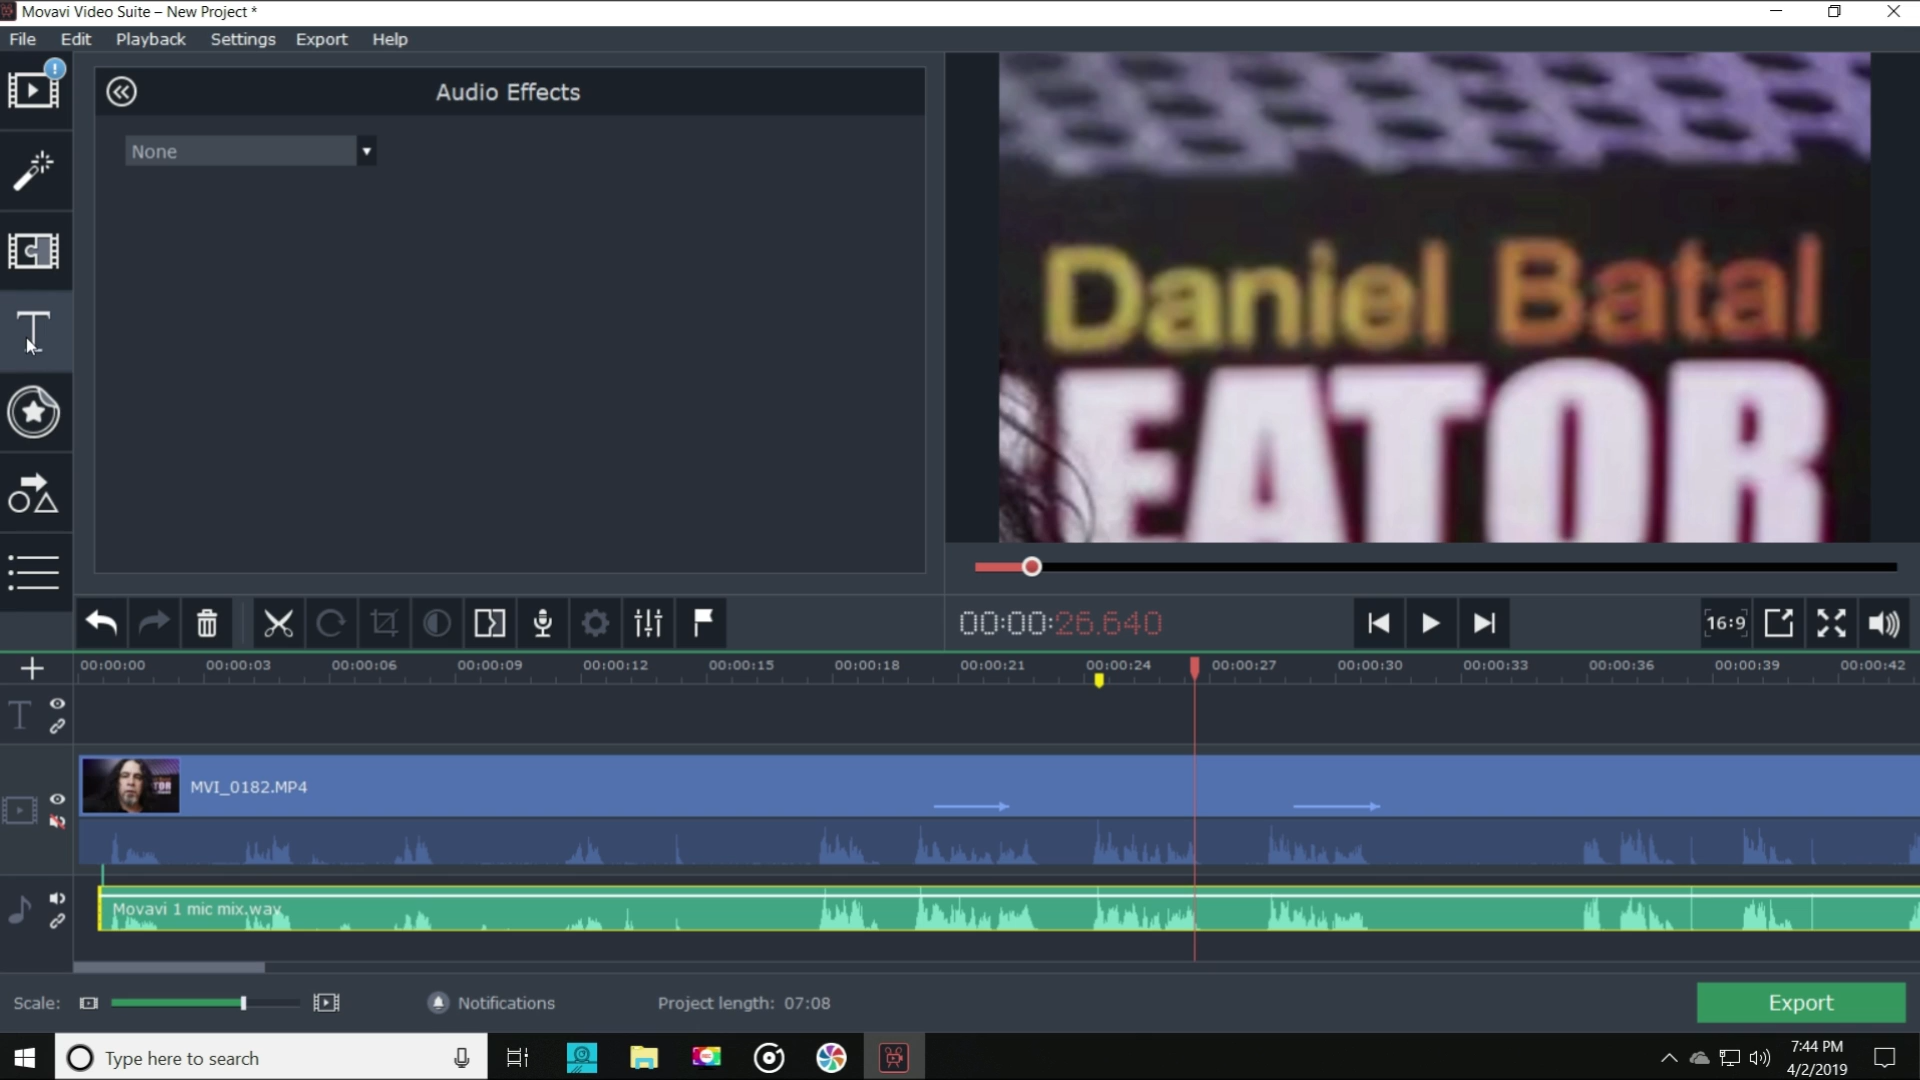 Movavi Video Suite – New Project *
File Edit Playback Settings Export Help
Audio Effects
None
Daniel Batal
EATOR
00:00:26.640
16:9
00:00:00 00:00:03 00:00:06 00:00:09 00:00:12 00:00:15 00:00:18 00:00:21 00:00:24 00:00:27 00:00:30 00:00:33 00:00:36 00:00:39 00:00:42
T
MVI_0182.MP4
Movavi 1 mic mix.wav
Scale: Notifications Project length: 07:08 Export
Type here to search
7:44 PM
4/2/2019